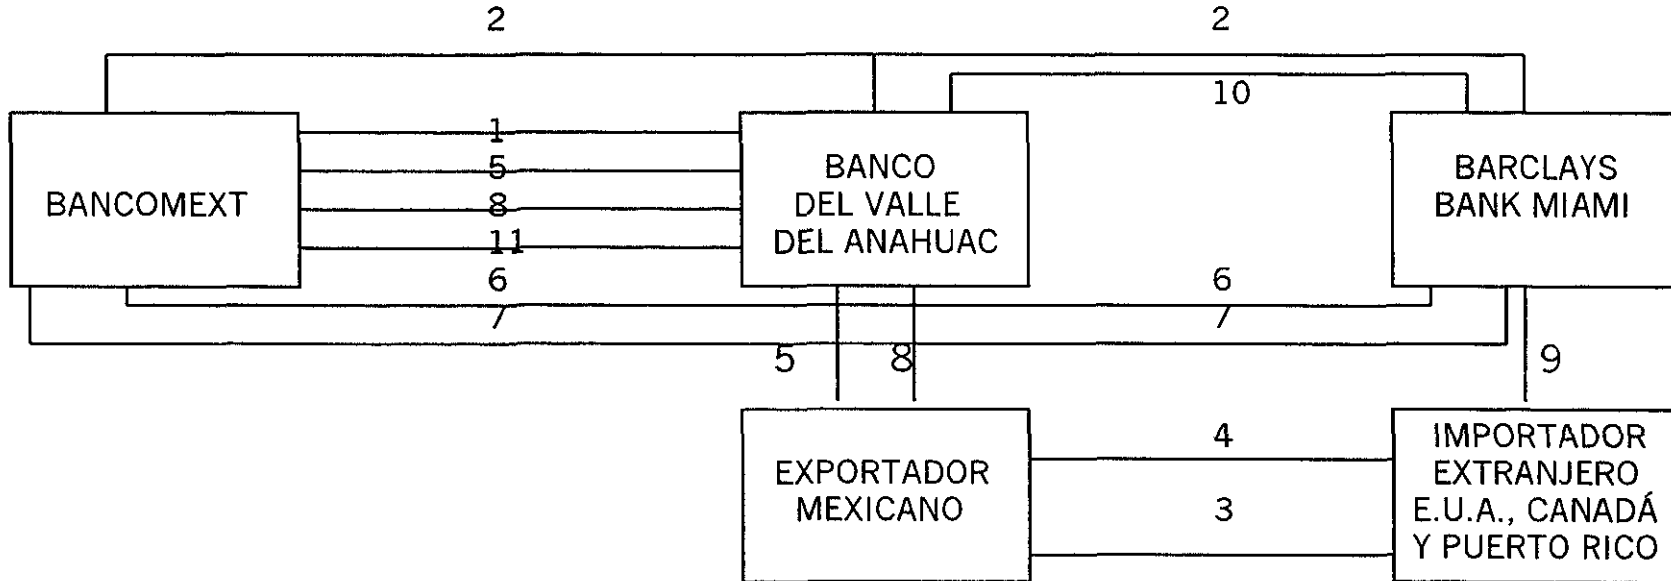 2 2
10
1
5
8
11
BANCOMEXT
BANCO
DEL VALLE
DEL ANAHUAC
BARCLAYS
BANK MIAMI
6 6
7 7
5 8 9
EXPORTADOR
MEXICANO
4
3
IMPORTADOR
EXTRANJERO
E.U.A., CANADÁ
Y PUERTO RICO